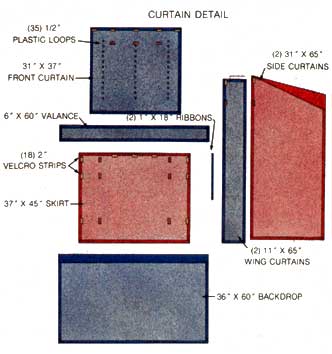 CURTAIN DETAIL
(35) 1/2"
PLASTIC LOOPS
31" X 37"
FRONT CURTAIN
(2) 31" X 65"
SIDE CURTAINS
6" X 60" VALANCE
(2) 1" X 18" RIBBONS
(18) 2"
VELCRO STRIPS
37" X 45" SKIRT
(2) 11" X 65"
WING CURTAINS
36" X 60" BACKDROP